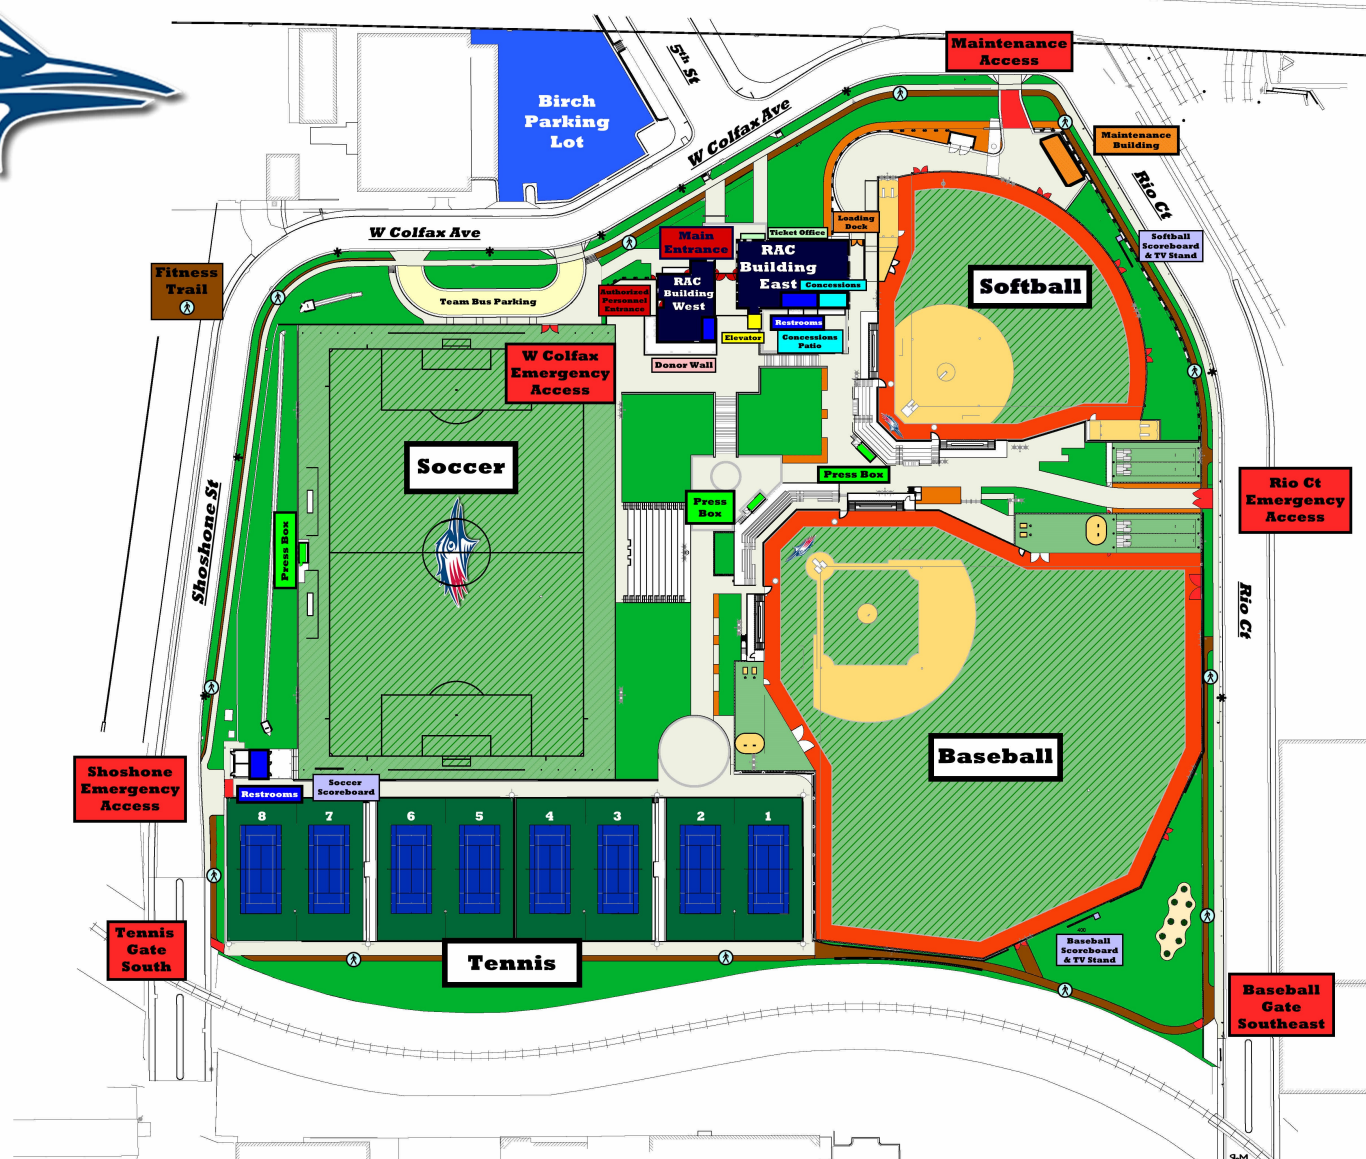 Maintenance
Access
5th St
Birch
Parking
Lot
W Colfax Ave
Maintenance
Building
Rio Ct
W Colfax Ave
Main
Entrance
Ticket Office
Loading
Dock
Softball
Scoreboard
& TV Stand
RAC
Building
East
Concessions
Fitness
Trail
Team Bus Parking
Authorized
Personnel
Entrance
RAC
Building
West
Softball
Restrooms
Elevator
Concessions
Patio
W Colfax
Emergency
Access
Donor Wall
Soccer
Press Box
Press
Box
Rio Ct
Emergency
Access
Shoshone St
Press Box
Rio Ct
Baseball
Shoshone
Emergency
Access
Restrooms
Soccer
Scoreboard
8
7
6
5
4
3
2
1
Tennis
Gate
South
Tennis
400
Baseball
Scoreboard
& TV Stand
Baseball
Gate
Southeast